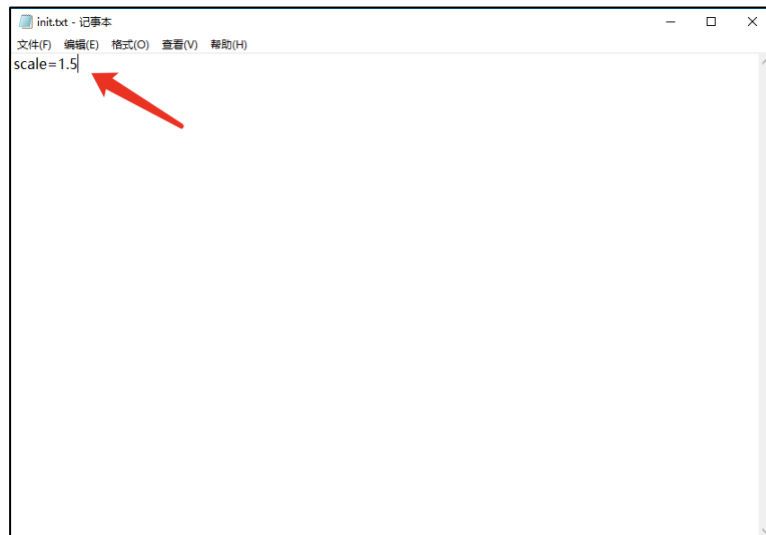 init.txt - 记事本
文件(F) 编辑(E) 格式(O) 查看(V) 帮助(H)
scale=1.5